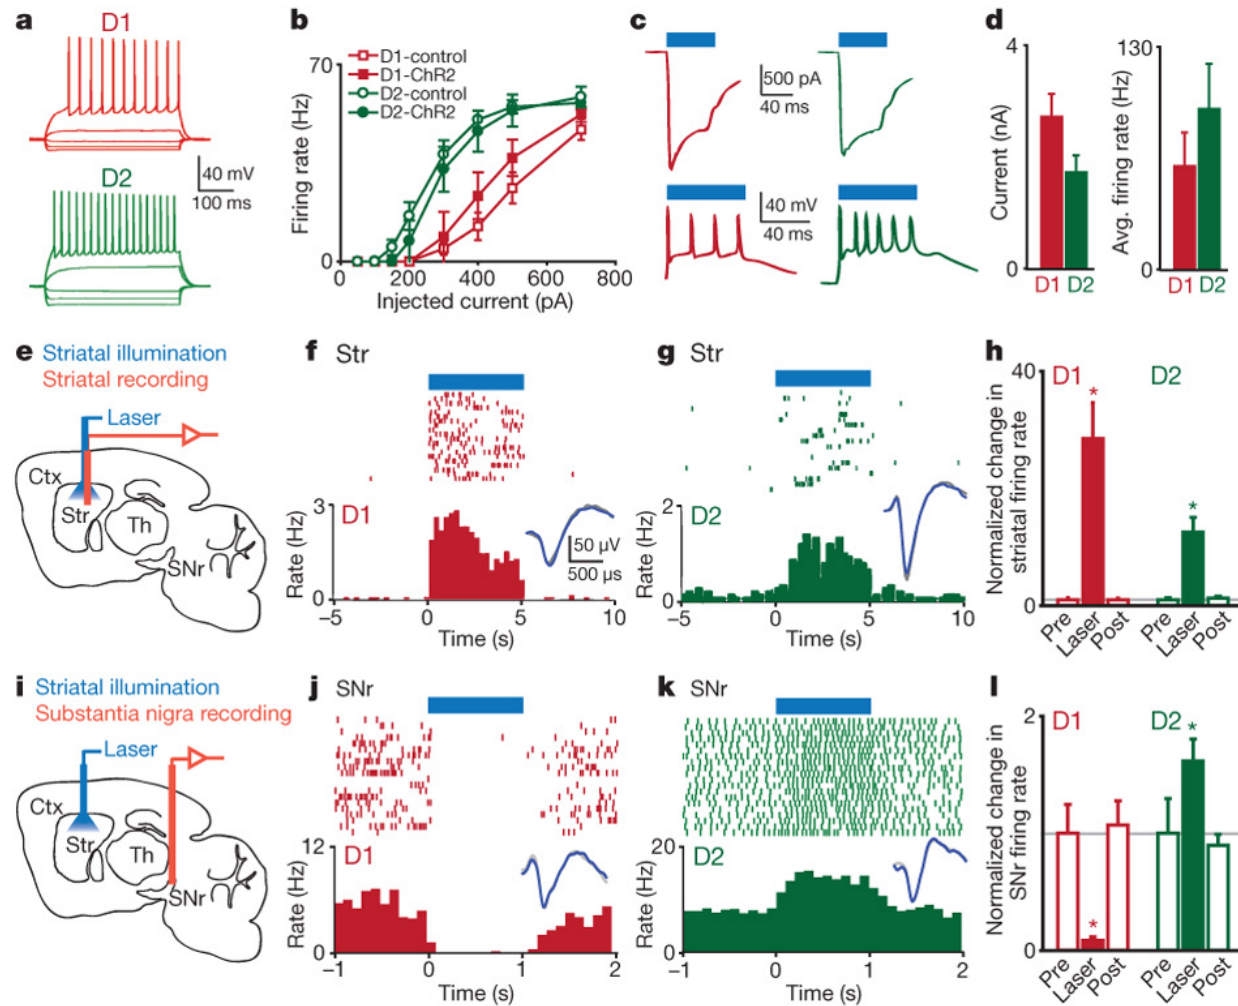 a
D1
D2
40 mV
100 ms
b
D1-control
D1-ChR2
D2-control
D2-ChR2
70
0
Firing rate (Hz)
0 200 400 600 800
Injected current (pA)
c
500 pA
40 ms
40 mV
40 ms
d
4
0
Current (nA)
D1 D2
130
0
Avg. firing rate (Hz)
D1 D2
e Striatal illumination
Striatal recording
Laser
Ctx
Str
Th
SNr
f Str
3
0
D1
Rate (Hz)
50 µV
500 µs
−5 0 5 10
Time (s)
g Str
2
0
D2
Rate (Hz)
−5 0 5 10
Time (s)
h
40
0
Normalized change in
striatal firing rate
D1 D2
* *
Pre Laser Post Pre Laser Post
i Striatal illumination
Substantia nigra recording
Laser
Ctx
Str
Th
SNr
j SNr
12
0
D1
Rate (Hz)
−1 0 1 2
Time (s)
k SNr
20
0
D2
Rate (Hz)
−1 0 1 2
Time (s)
l
2
0
Normalized change in
SNr firing rate
D1 D2
* *
Pre Laser Post Pre Laser Post